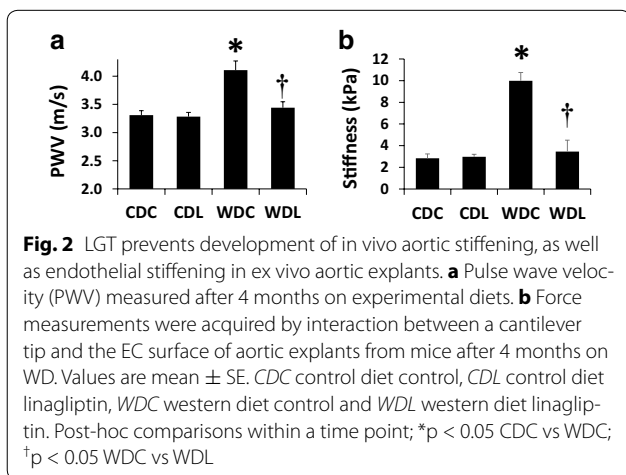 a
b
*
*
†
†
PWV (m/s)
4.0
3.5
3.0
2.5
2.0
CDC CDL WDC WDL
Stiffness (kPa)
12
10
8
6
4
2
0
CDC CDL WDC WDL
Fig. 2 LGT prevents development of in vivo aortic stiffening, as well
as endothelial stiffening in ex vivo aortic explants. a Pulse wave veloc-
ity (PWV) measured after 4 months on experimental diets. b Force
measurements were acquired by interaction between a cantilever
tip and the EC surface of aortic explants from mice after 4 months on
WD. Values are mean ± SE. CDC control diet control, CDL control diet
linagliptin, WDC western diet control and WDL western diet linaglip-
tin. Post-hoc comparisons within a time point; *p < 0.05 CDC vs WDC;
†p < 0.05 WDC vs WDL